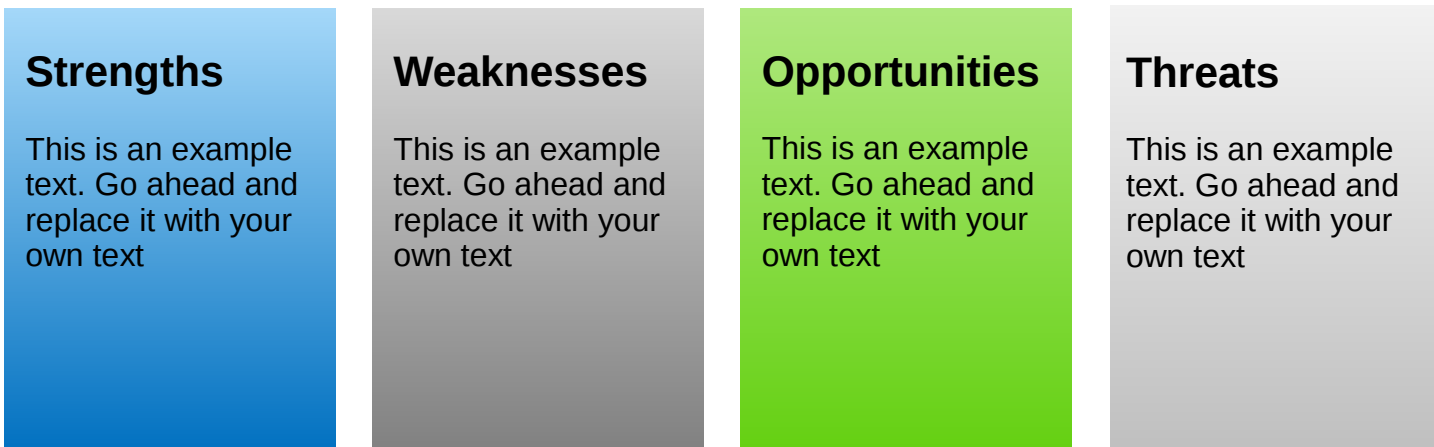 Strengths
This is an example
text. Go ahead and
replace it with your
own text
Weaknesses
This is an example
text. Go ahead and
replace it with your
own text
Opportunities
This is an example
text. Go ahead and
replace it with your
own text
Threats
This is an example
text. Go ahead and
replace it with your
own text